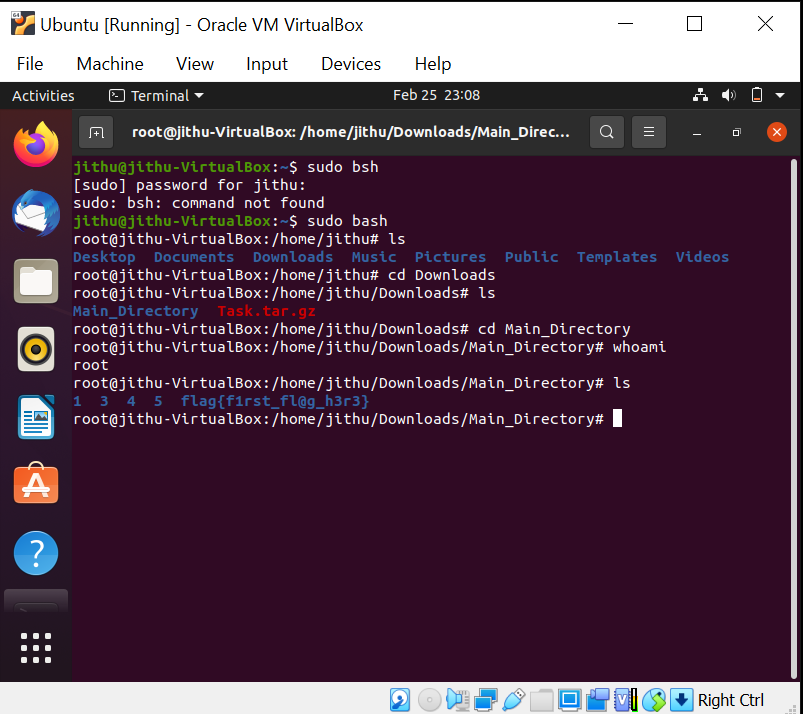 Ubuntu [Running] - Oracle VM VirtualBox
File Machine View Input Devices Help
Activities Terminal Feb 25 23:08
root@jithu-VirtualBox: /home/jithu/Downloads/Main_Direc...
jithu@jithu-VirtualBox:~$ sudo bsh
[sudo] password for jithu:
sudo: bsh: command not found
jithu@jithu-VirtualBox:~$ sudo bash
root@jithu-VirtualBox:/home/jithu# ls
Desktop Documents Downloads Music Pictures Public Templates Videos
root@jithu-VirtualBox:/home/jithu# cd Downloads
root@jithu-VirtualBox:/home/jithu/Downloads# ls
Main_Directory Task.tar.gz
root@jithu-VirtualBox:/home/jithu/Downloads# cd Main_Directory
root@jithu-VirtualBox:/home/jithu/Downloads/Main_Directory# whoami
root
root@jithu-VirtualBox:/home/jithu/Downloads/Main_Directory# ls
1 3 4 5 flag{f1rst_fl@g_h3r3}
root@jithu-VirtualBox:/home/jithu/Downloads/Main_Directory#
Right Ctrl